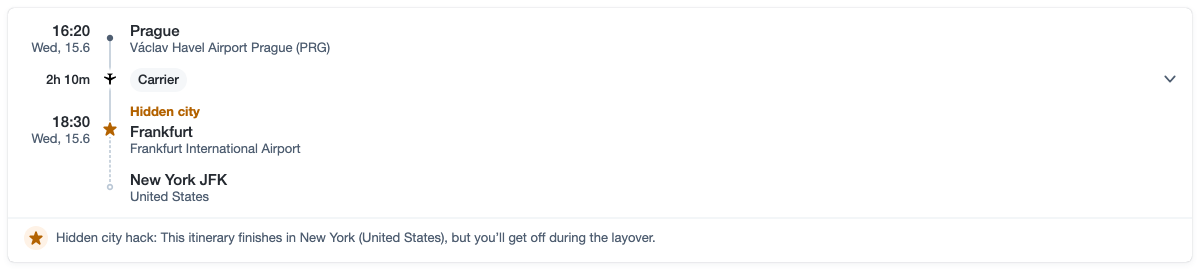 16:20
Prague
Wed, 15.6
Václav Havel Airport Prague (PRG)
2h 10m
Carrier
Hidden city
18:30
Frankfurt
Wed, 15.6
Frankfurt International Airport
New York JFK
United States
Hidden city hack: This itinerary finishes in New York (United States), but you’ll get off during the layover.